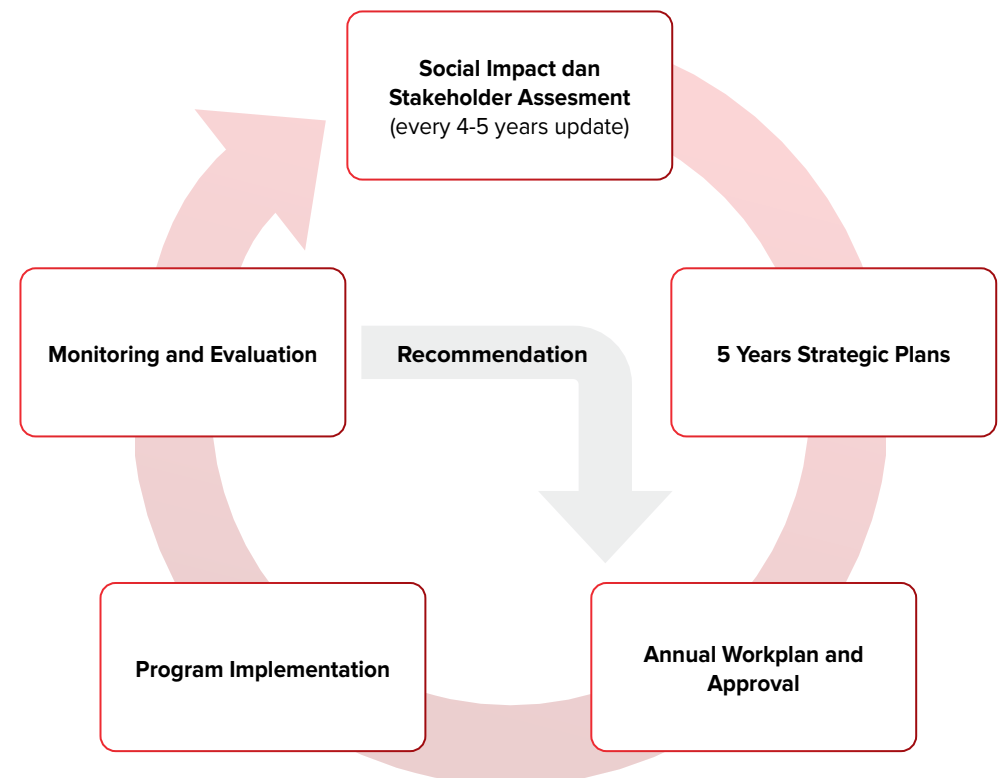 Social Impact dan
Stakeholder Assesment
(every 4-5 years update)
Monitoring and Evaluation
Recommendation
5 Years Strategic Plans
Program Implementation
Annual Workplan and
Approval